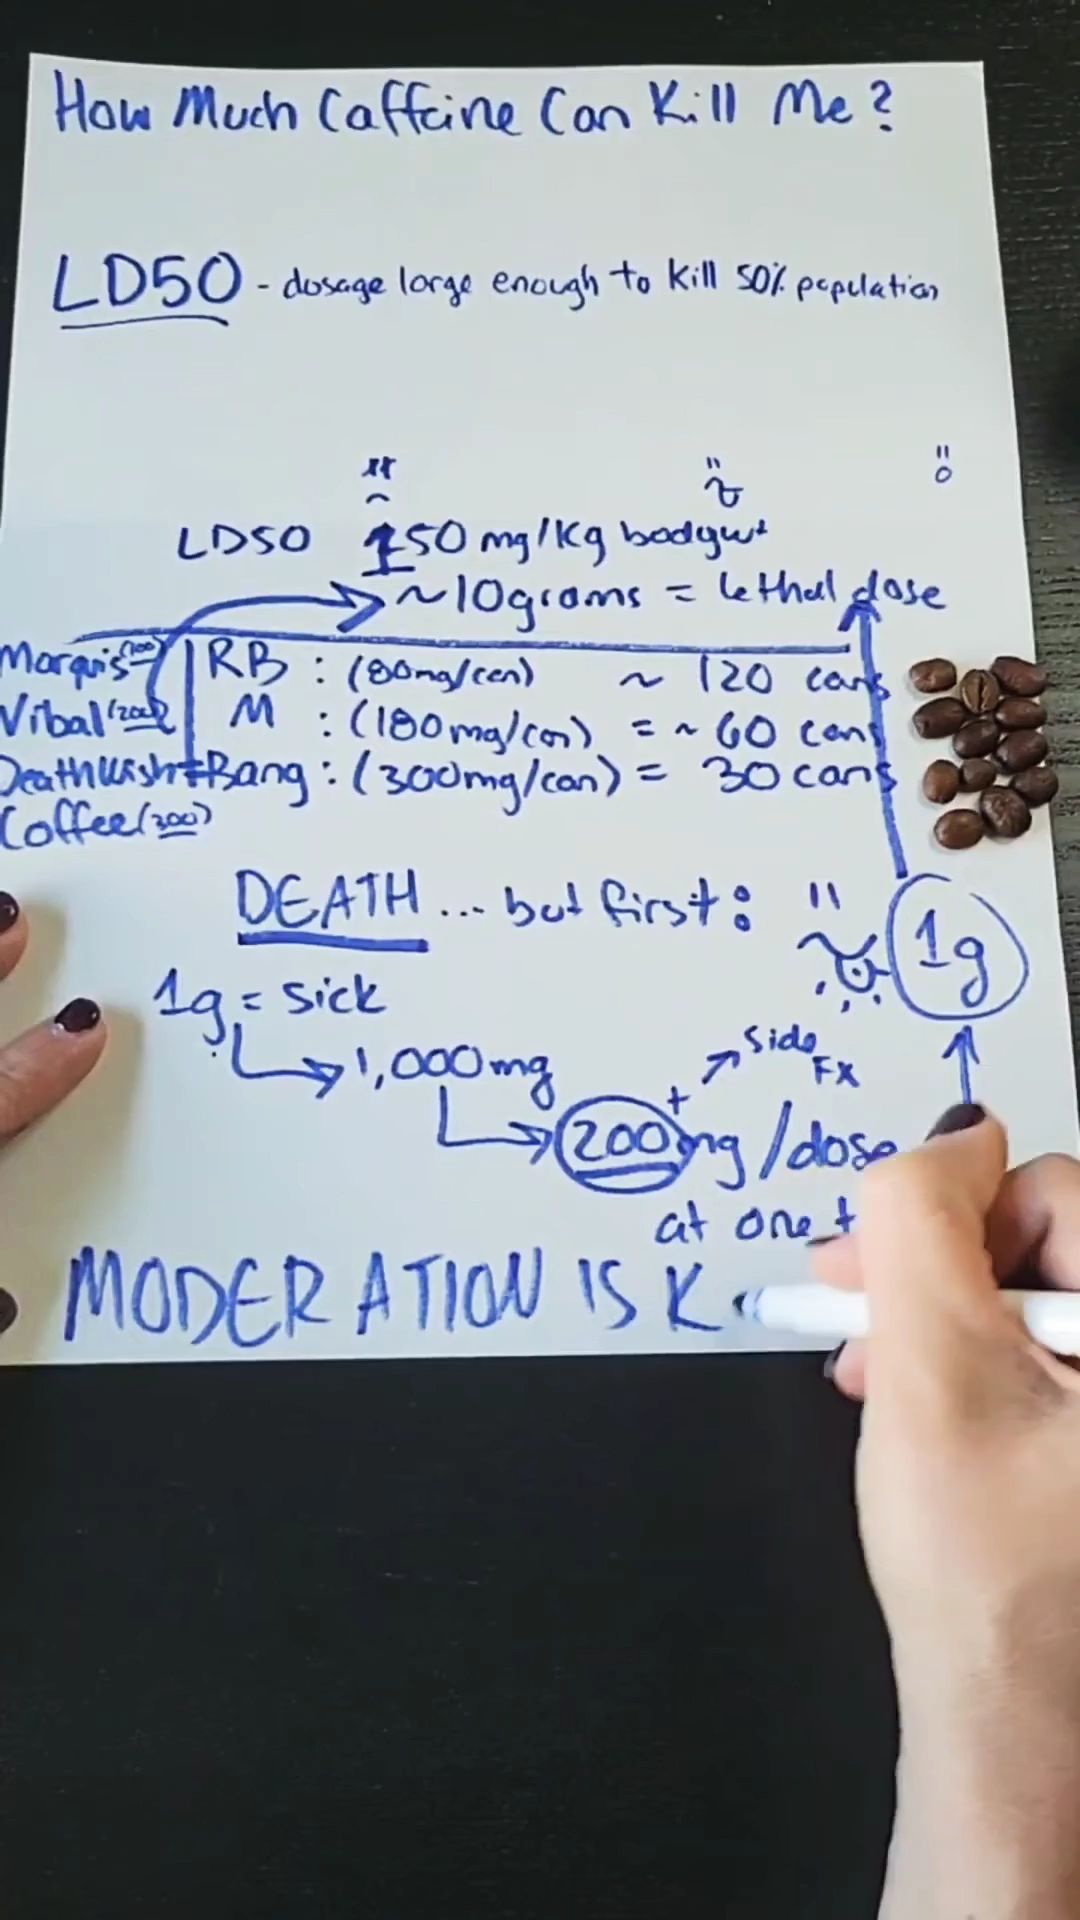 How Much Caffeine Can Kill Me?
LD50 - dosage large enough to kill 50% population
LD50 150 mg/Kg bodywt
~10grams = lethal dose
Marquis(100) RB : (80mg/can) ~ 120 cans
Vibal(200) M : (180mg/can) = ~ 60 cans
DeathWish Bang : (300mg/can) = 30 cans
Coffee(300)
DEATH ... but first:
1g
1g = sick
1,000mg
side FX
200+mg/dose
at one t
MODERATION IS K